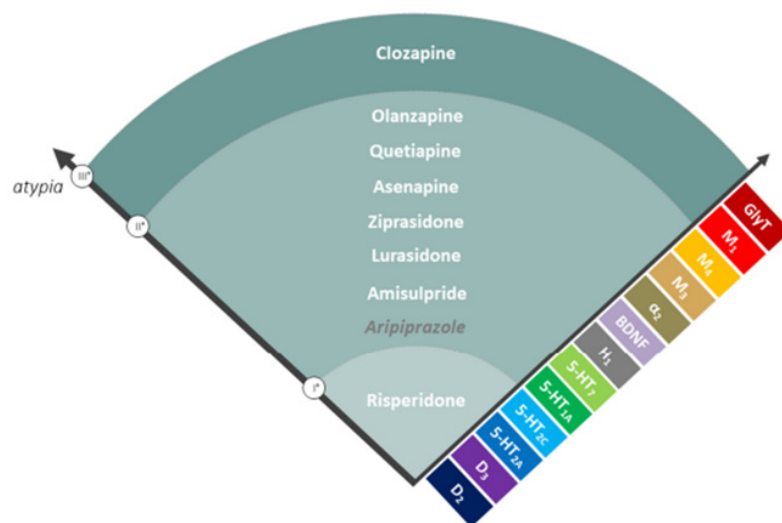 Clozapine
Olanzapine
Quetiapine
Asenapine
Ziprasidone
Lurasidone
Amisulpride
Aripiprazole
Risperidone
atypia
III°
II°
I°
GlyT
M₁
M₄
M₃
α₂
BDNF
H₁
5-HT₇
5-HT₁A
5-HT₂C
5-HT₂A
D₃
D₂